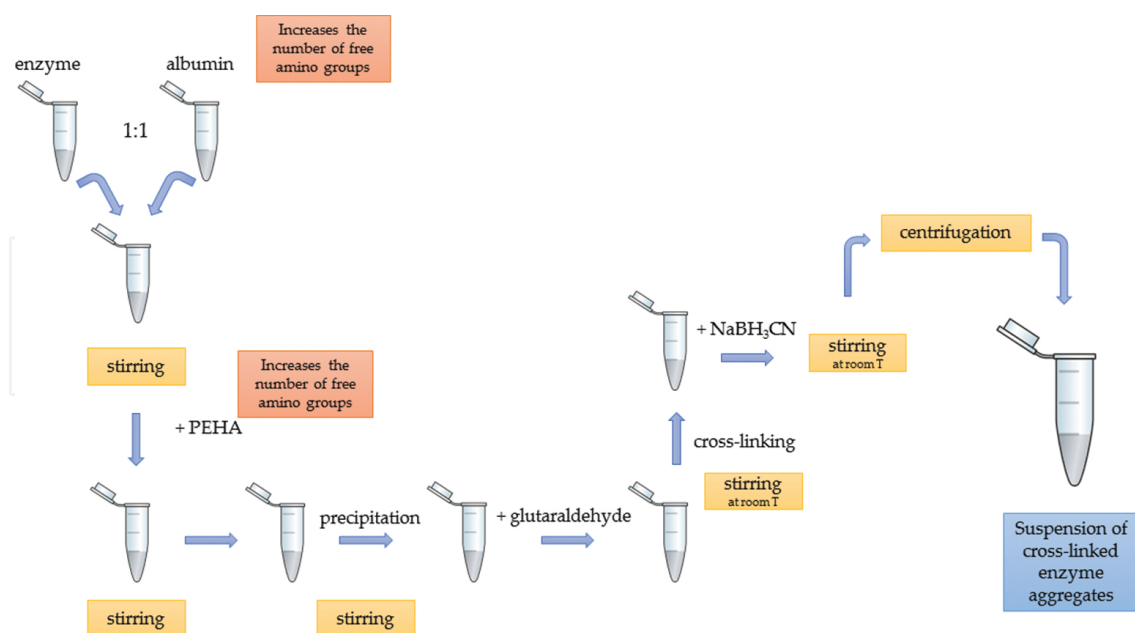 Increases the
number of free
amino groups
enzyme
albumin
1:1
stirring
Increases the
number of free
amino groups
+ PEHA
stirring
precipitation
stirring
+ glutaraldehyde
stirring
at room T
cross-linking
+ NaBH₃CN
stirring
at room T
centrifugation
Suspension of
cross-linked
enzyme
aggregates